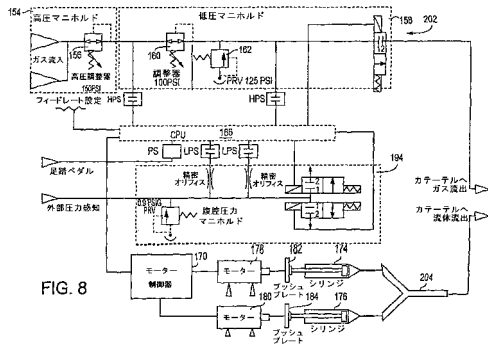 154
高圧マニホルド
低圧マニホルド
158
202
ガス流入
156
高圧調整器
150PSI
160
調整器
100PSI
162
PRV 125 PSI
1
2
フィードレート設定
HPS
HPS
CPU
166
PS
LPS
LPS
194
足踏ペダル
精密
オリフィス
精密
オリフィス
2
1
2
外部圧力感知
PRV
腹腔圧力
マニホルド
カテーテルへ
ガス流出
カテーテルへ
流体流出
170
モーター
制御器
178
モーター
182
プッシュ
プレート
174
シリンジ
204
180
モーター
184
プッシュ
プレート
176
シリンジ
FIG. 8